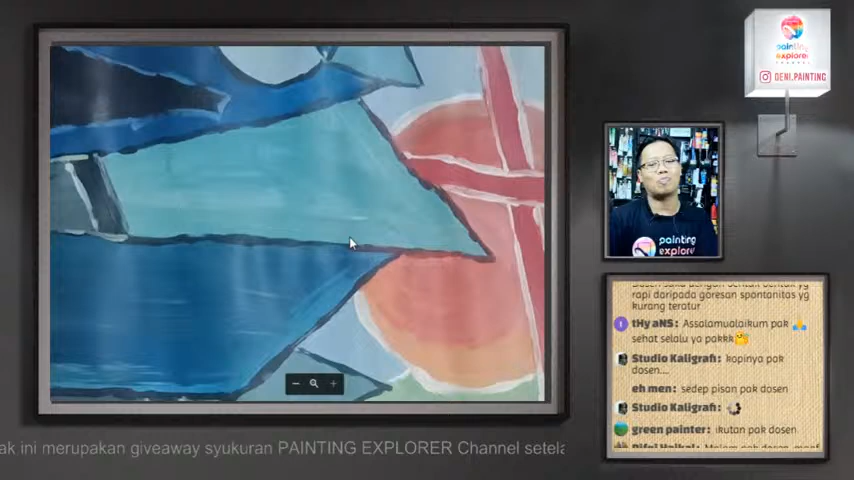 painting
explorer
CHANNEL
DENI.PAINTING
painting
explorer
rapi daripada goresan spontanitas yg
kurang teratur
tHyaNS: Assalamualaikum pak 🙏
sehat selalu ya pakkk🤗
Studio Kaligrafi: kopinya pak
dosen...
eh men: sedep pisan pak dosen
Studio Kaligrafi:
green painter: ikutan pak dosen
ak ini merupakan giveaway syukuran PAINTING EXPLORER Channel setela